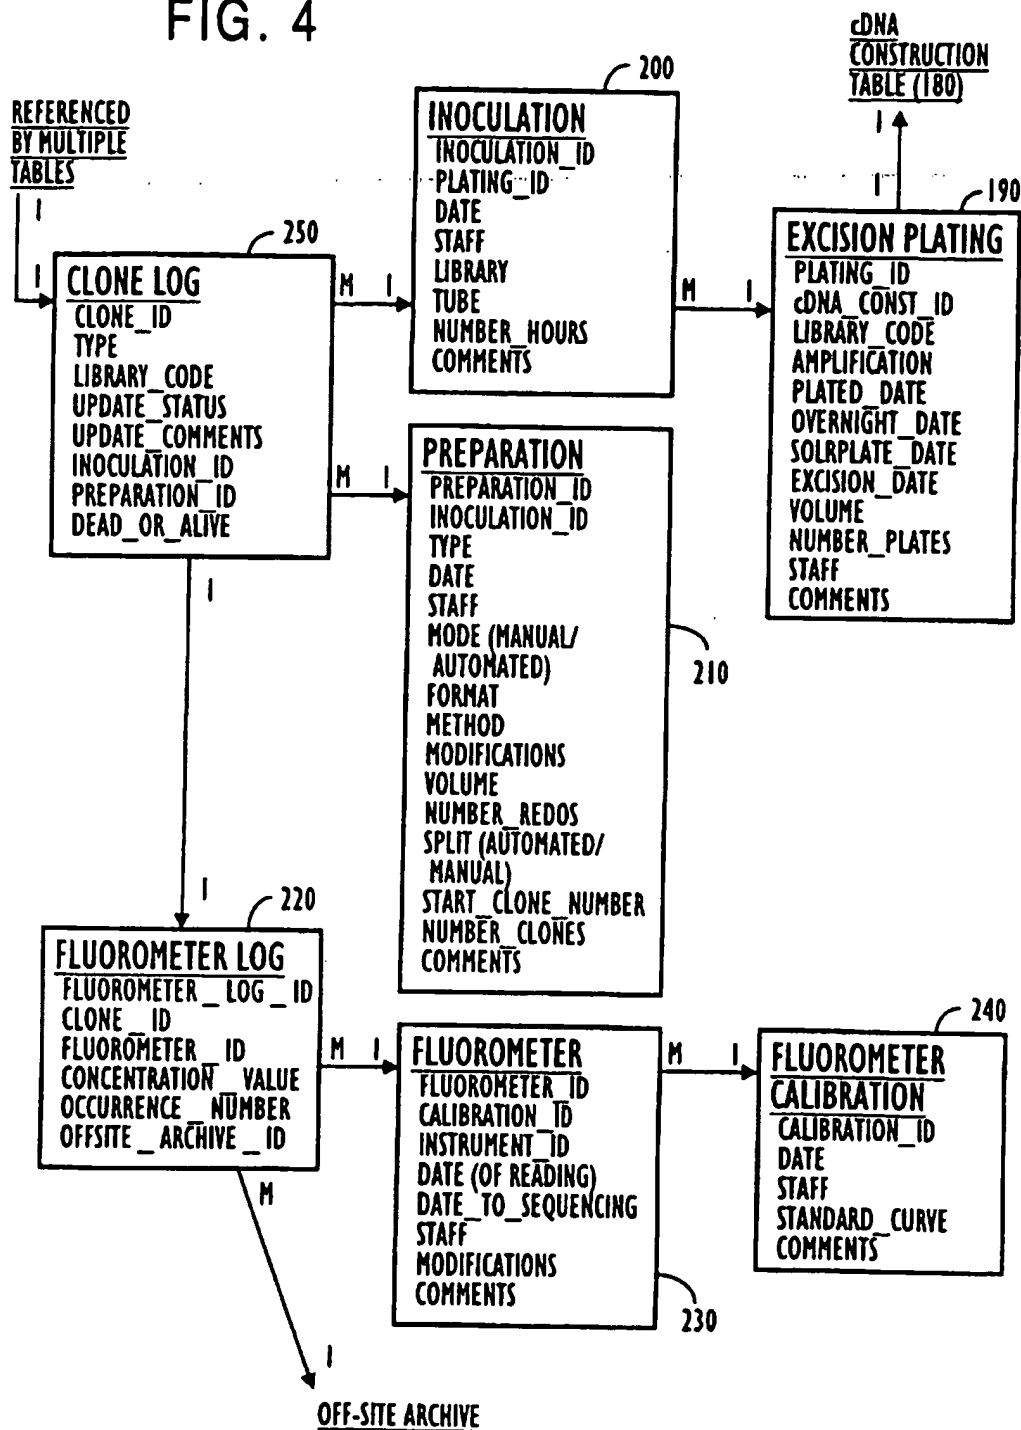 FIG. 4
REFERENCED
BY MULTIPLE
TABLES
1
1
250
CLONE LOG
CLONE_ID
TYPE
LIBRARY_CODE
UPDATE_STATUS
UPDATE_COMMENTS
INOCULATION_ID
PREPARATION_ID
DEAD_OR_ALIVE
M 1
M 1
1
1
200
INOCULATION
INOCULATION_ID
PLATING_ID
DATE
STAFF
LIBRARY
TUBE
NUMBER_HOURS
COMMENTS
M 1
cDNA
CONSTRUCTION
TABLE (180)
1
1
190
EXCISION PLATING
PLATING_ID
cDNA_CONST_ID
LIBRARY_CODE
AMPLIFICATION
PLATED_DATE
OVERNIGHT_DATE
SOLRPLATE_DATE
EXCISION_DATE
VOLUME
NUMBER_PLATES
STAFF
COMMENTS
PREPARATION
PREPARATION_ID
INOCULATION_ID
TYPE
DATE
STAFF
MODE (MANUAL/
AUTOMATED)
FORMAT
METHOD
MODIFICATIONS
VOLUME
NUMBER_REDOS
SPLIT (AUTOMATED/
MANUAL)
START_CLONE_NUMBER
NUMBER_CLONES
COMMENTS
210
220
FLUOROMETER LOG
FLUOROMETER_LOG_ID
CLONE_ID
FLUOROMETER_ID
CONCENTRATION_VALUE
OCCURRENCE_NUMBER
OFFSITE_ARCHIVE_ID
M 1
M
1
OFF-SITE ARCHIVE
FLUOROMETER
FLUOROMETER_ID
CALIBRATION_ID
INSTRUMENT_ID
DATE (OF READING)
DATE_TO_SEQUENCING
STAFF
MODIFICATIONS
COMMENTS
230
M 1
240
FLUOROMETER
CALIBRATION
CALIBRATION_ID
DATE
STAFF
STANDARD_CURVE
COMMENTS